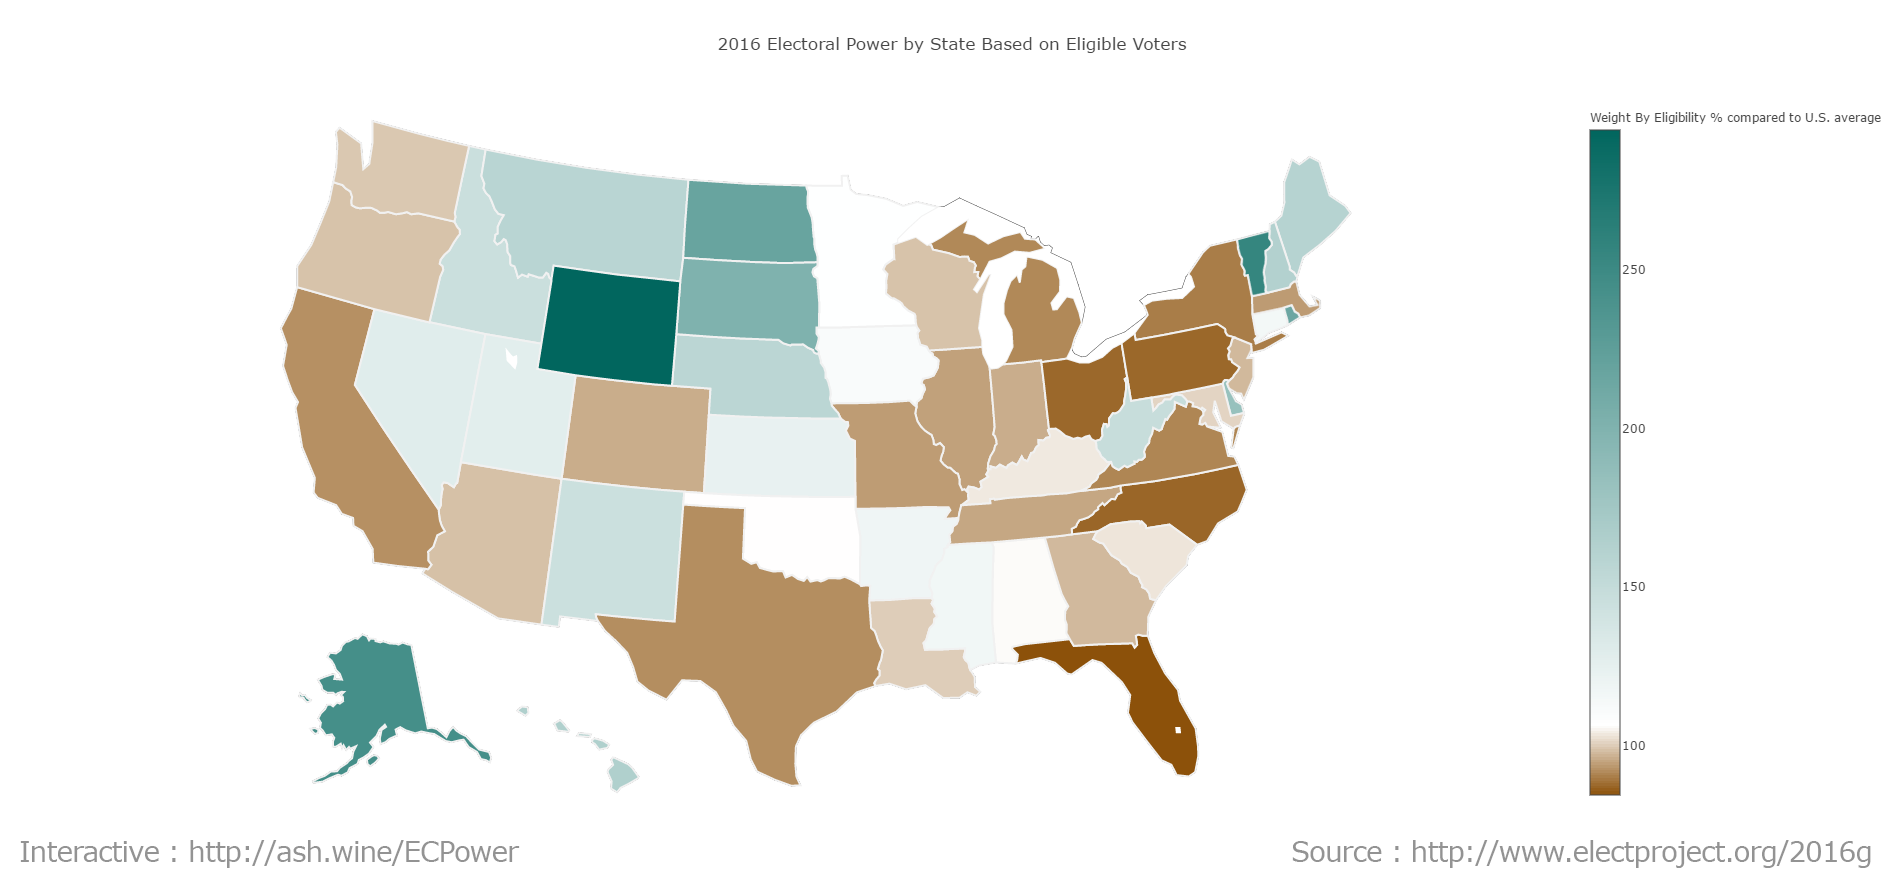 2016 Electoral Power by State Based on Eligible Voters
Weight By Eligibility % compared to U.S. average
250
200
150
100
Interactive : http://ash.wine/ECPower
Source : http://www.electproject.org/2016g